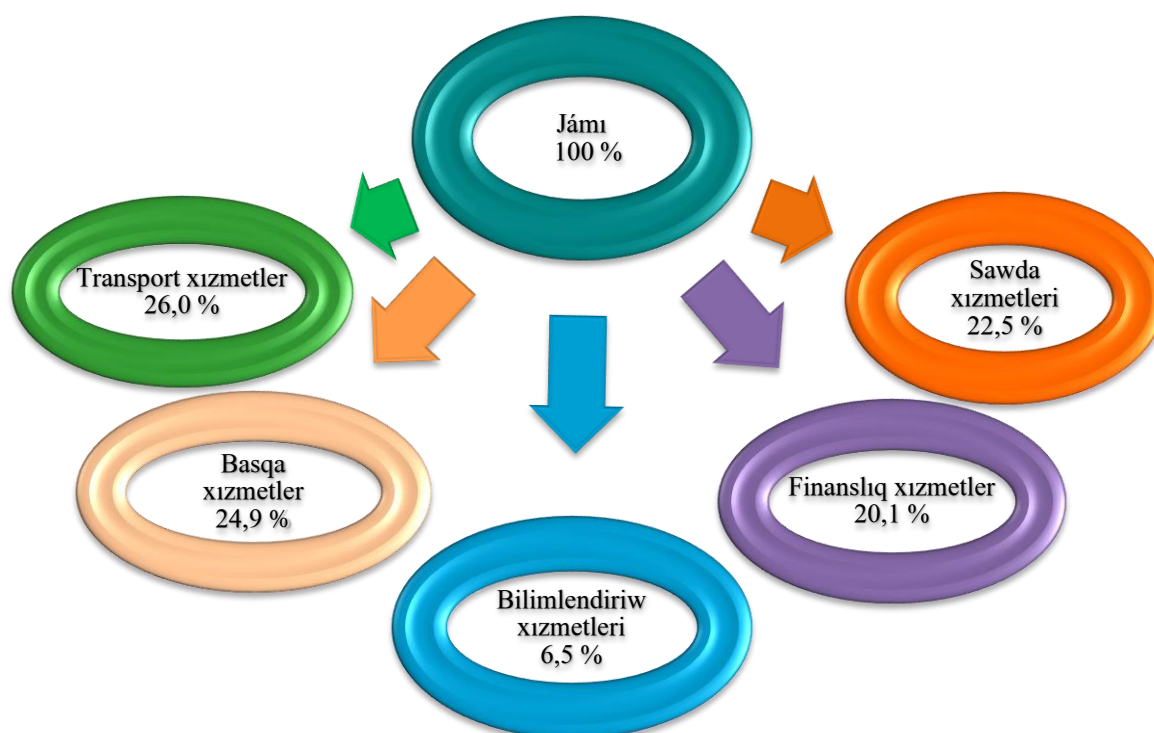 Jámı
100 %
Transport xızmetler
26,0 %
Sawda
xızmetleri
22,5 %
Basqa
xızmetler
24,9 %
Finanslıq xızmetler
20,1 %
Bilimlendiriw
xızmetleri
6,5 %